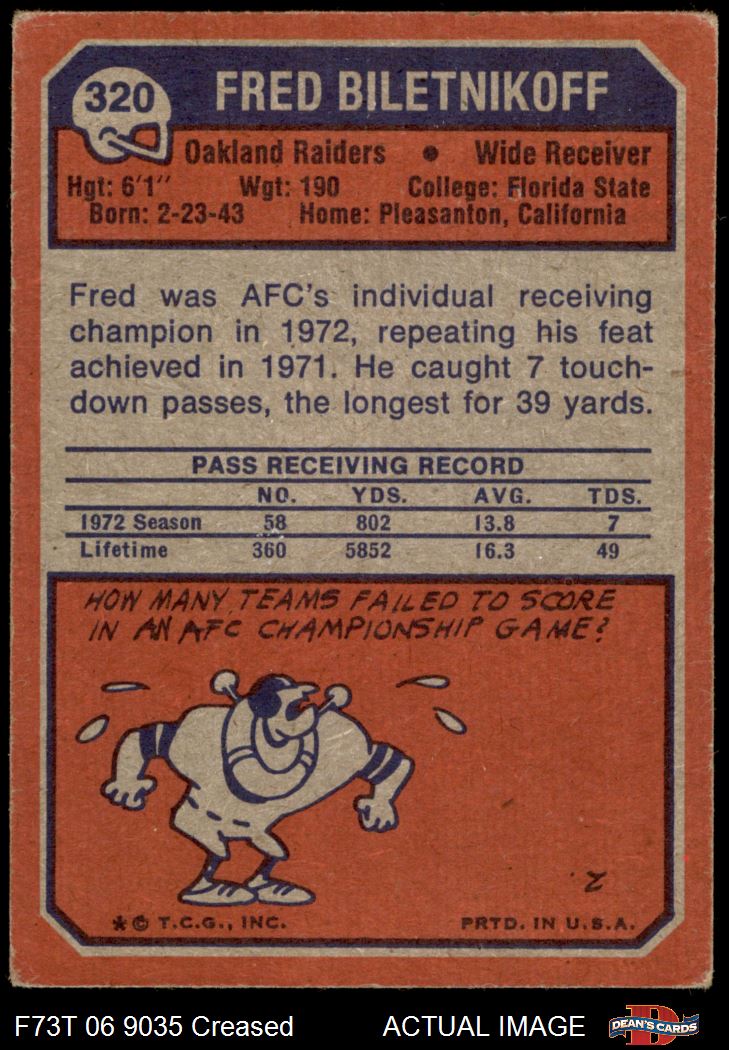 320
FRED BILETNIKOFF
Oakland Raiders • Wide Receiver
Hgt: 6'1" Wgt: 190 College: Florida State
Born: 2-23-43 Home: Pleasanton, California
Fred was AFC's individual receiving
champion in 1972, repeating his feat
achieved in 1971. He caught 7 touch-
down passes, the longest for 39 yards.
PASS RECEIVING RECORD
NO. YDS. AVG. TDS.
1972 Season 58 802 13.8 7
Lifetime 360 5852 16.3 49
HOW MANY TEAMS FAILED TO SCORE
IN AN AFC CHAMPIONSHIP GAME?
* © T.C.G., INC. PRTD. IN U.S.A.
F73T 06 9035 Creased ACTUAL IMAGE
D
DEAN'S CARDS